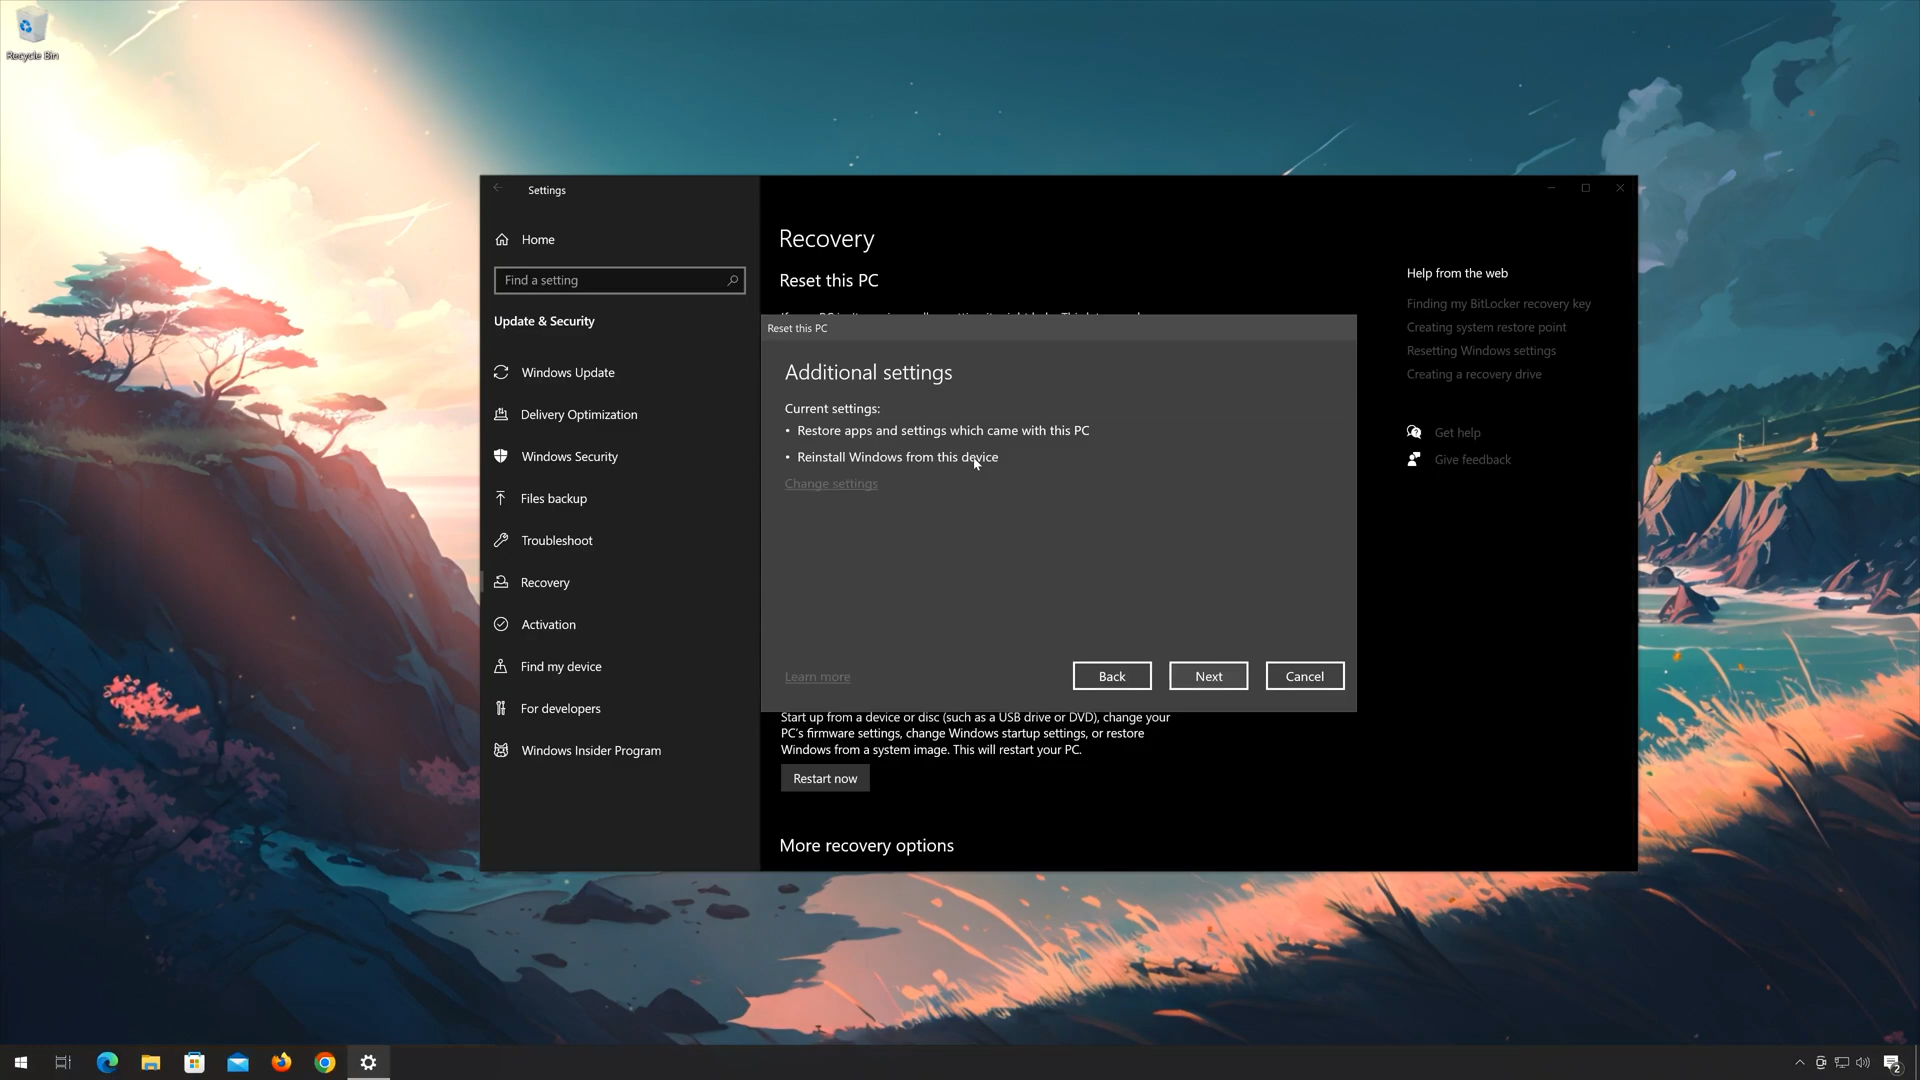 Recycle Bin
Settings
Home
Find a setting
Update & Security
Windows Update
Delivery Optimization
Windows Security
Files backup
Troubleshoot
Recovery
Activation
Find my device
For developers
Windows Insider Program
Recovery
Reset this PC
Reset this PC
Additional settings
Current settings:
• Restore apps and settings which came with this PC
• Reinstall Windows from this device
Change settings
Learn more
Back
Next
Cancel
Start up from a device or disc (such as a USB drive or DVD), change your
PC's firmware settings, change Windows startup settings, or restore
Windows from a system image. This will restart your PC.
Restart now
More recovery options
Help from the web
Finding my BitLocker recovery key
Creating system restore point
Resetting Windows settings
Creating a recovery drive
Get help
Give feedback
2